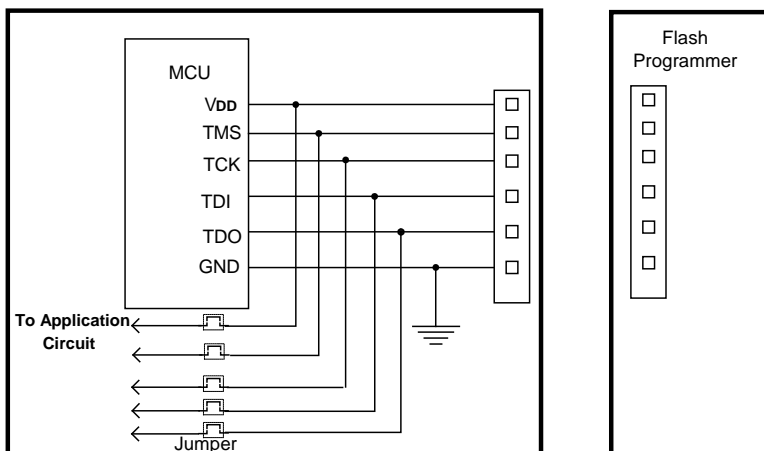 MCU
VDD
TMS
TCK
TDI
TDO
GND
To Application
Circuit
Jumper
Flash
Programmer